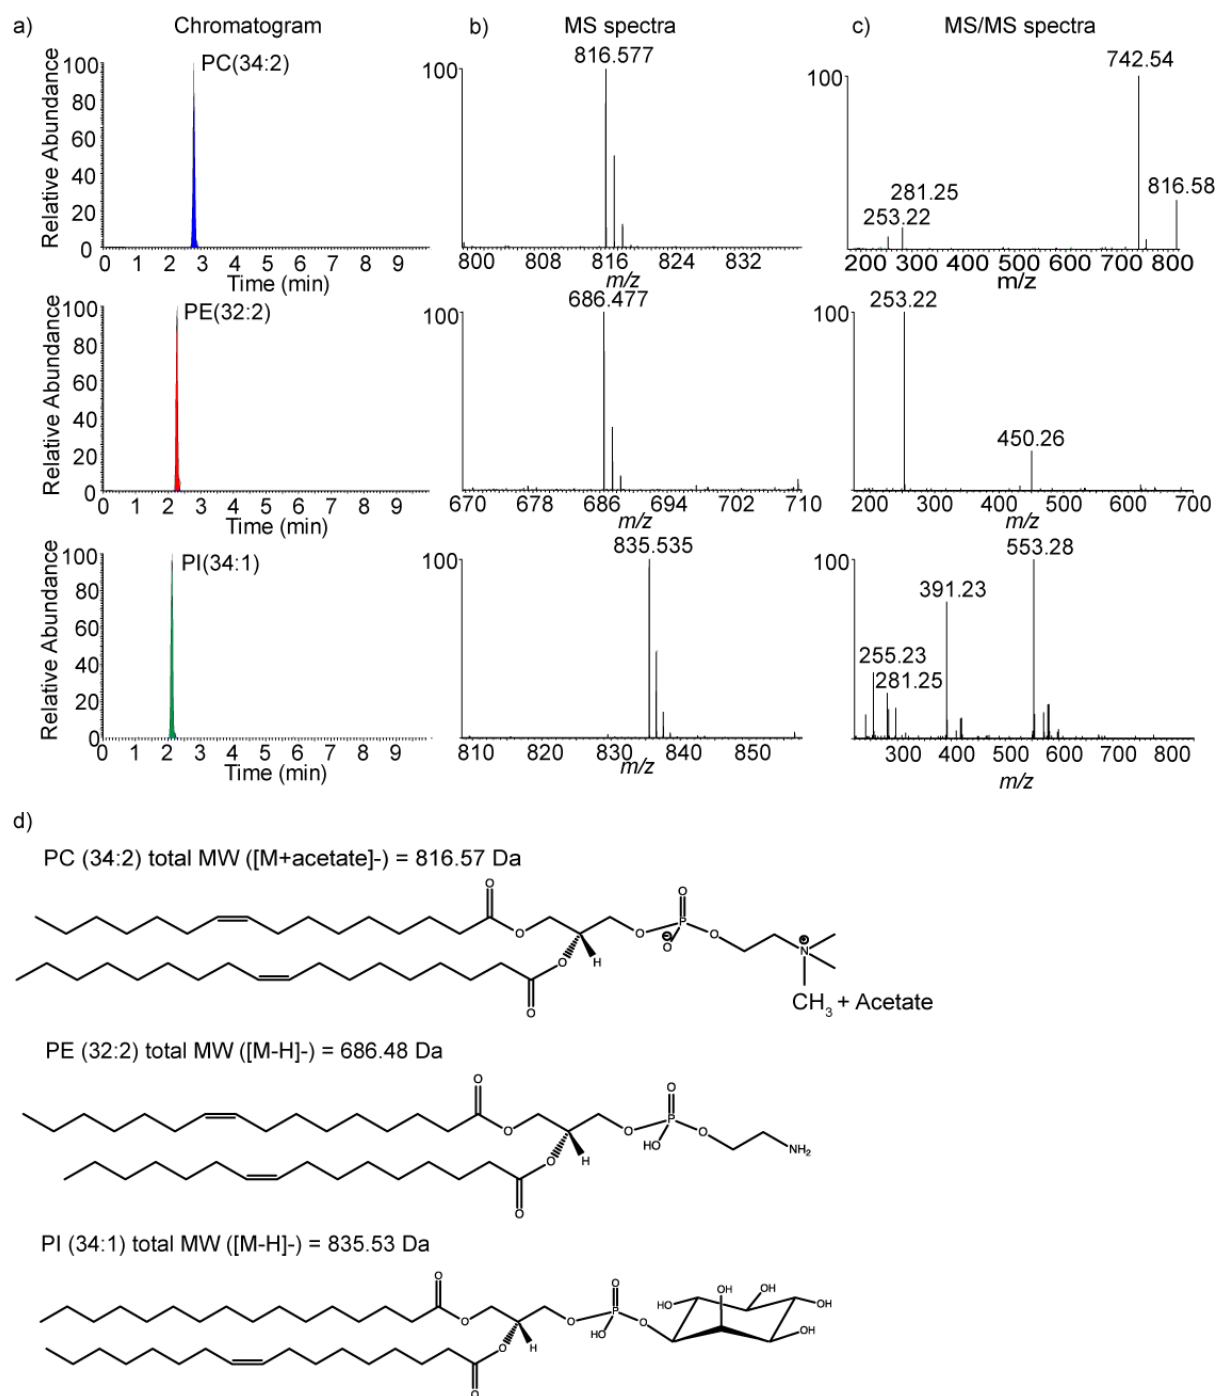 a) Chromatogram b) MS spectra c) MS/MS spectra
PC(34:2)
Relative Abundance
100
80
60
40
20
0
0 1 2 3 4 5 6 7 8 9
Time (min)
816.577
100
800 808 816 824 832
m/z
742.54
100
816.58
281.25
253.22
200 300 400 500 600 700 800
m/z
PE(32:2)
Relative Abundance
100
80
60
40
20
0
0 1 2 3 4 5 6 7 8 9
Time (min)
686.477
100
670 678 686 694 702 710
m/z
253.22
100
450.26
200 300 400 500 600 700
m/z
PI(34:1)
Relative Abundance
100
80
60
40
20
0
0 1 2 3 4 5 6 7 8 9
Time (min)
835.535
100
810 820 830 840 850
m/z
553.28
100
391.23
255.23
281.25
300 400 500 600 700 800
m/z
d)
PC (34:2) total MW ([M+acetate]-) = 816.57 Da
O
O
O
O
P
O
O
O
H
N
O
CH3 + Acetate
PE (32:2) total MW ([M-H]-) = 686.48 Da
O
O
O
O
P
HO
O
NH2
O
H
O
PI (34:1) total MW ([M-H]-) = 835.53 Da
O
O
O
O
P
HO
O
HO
OH
OH
OH
OH
O
H
O